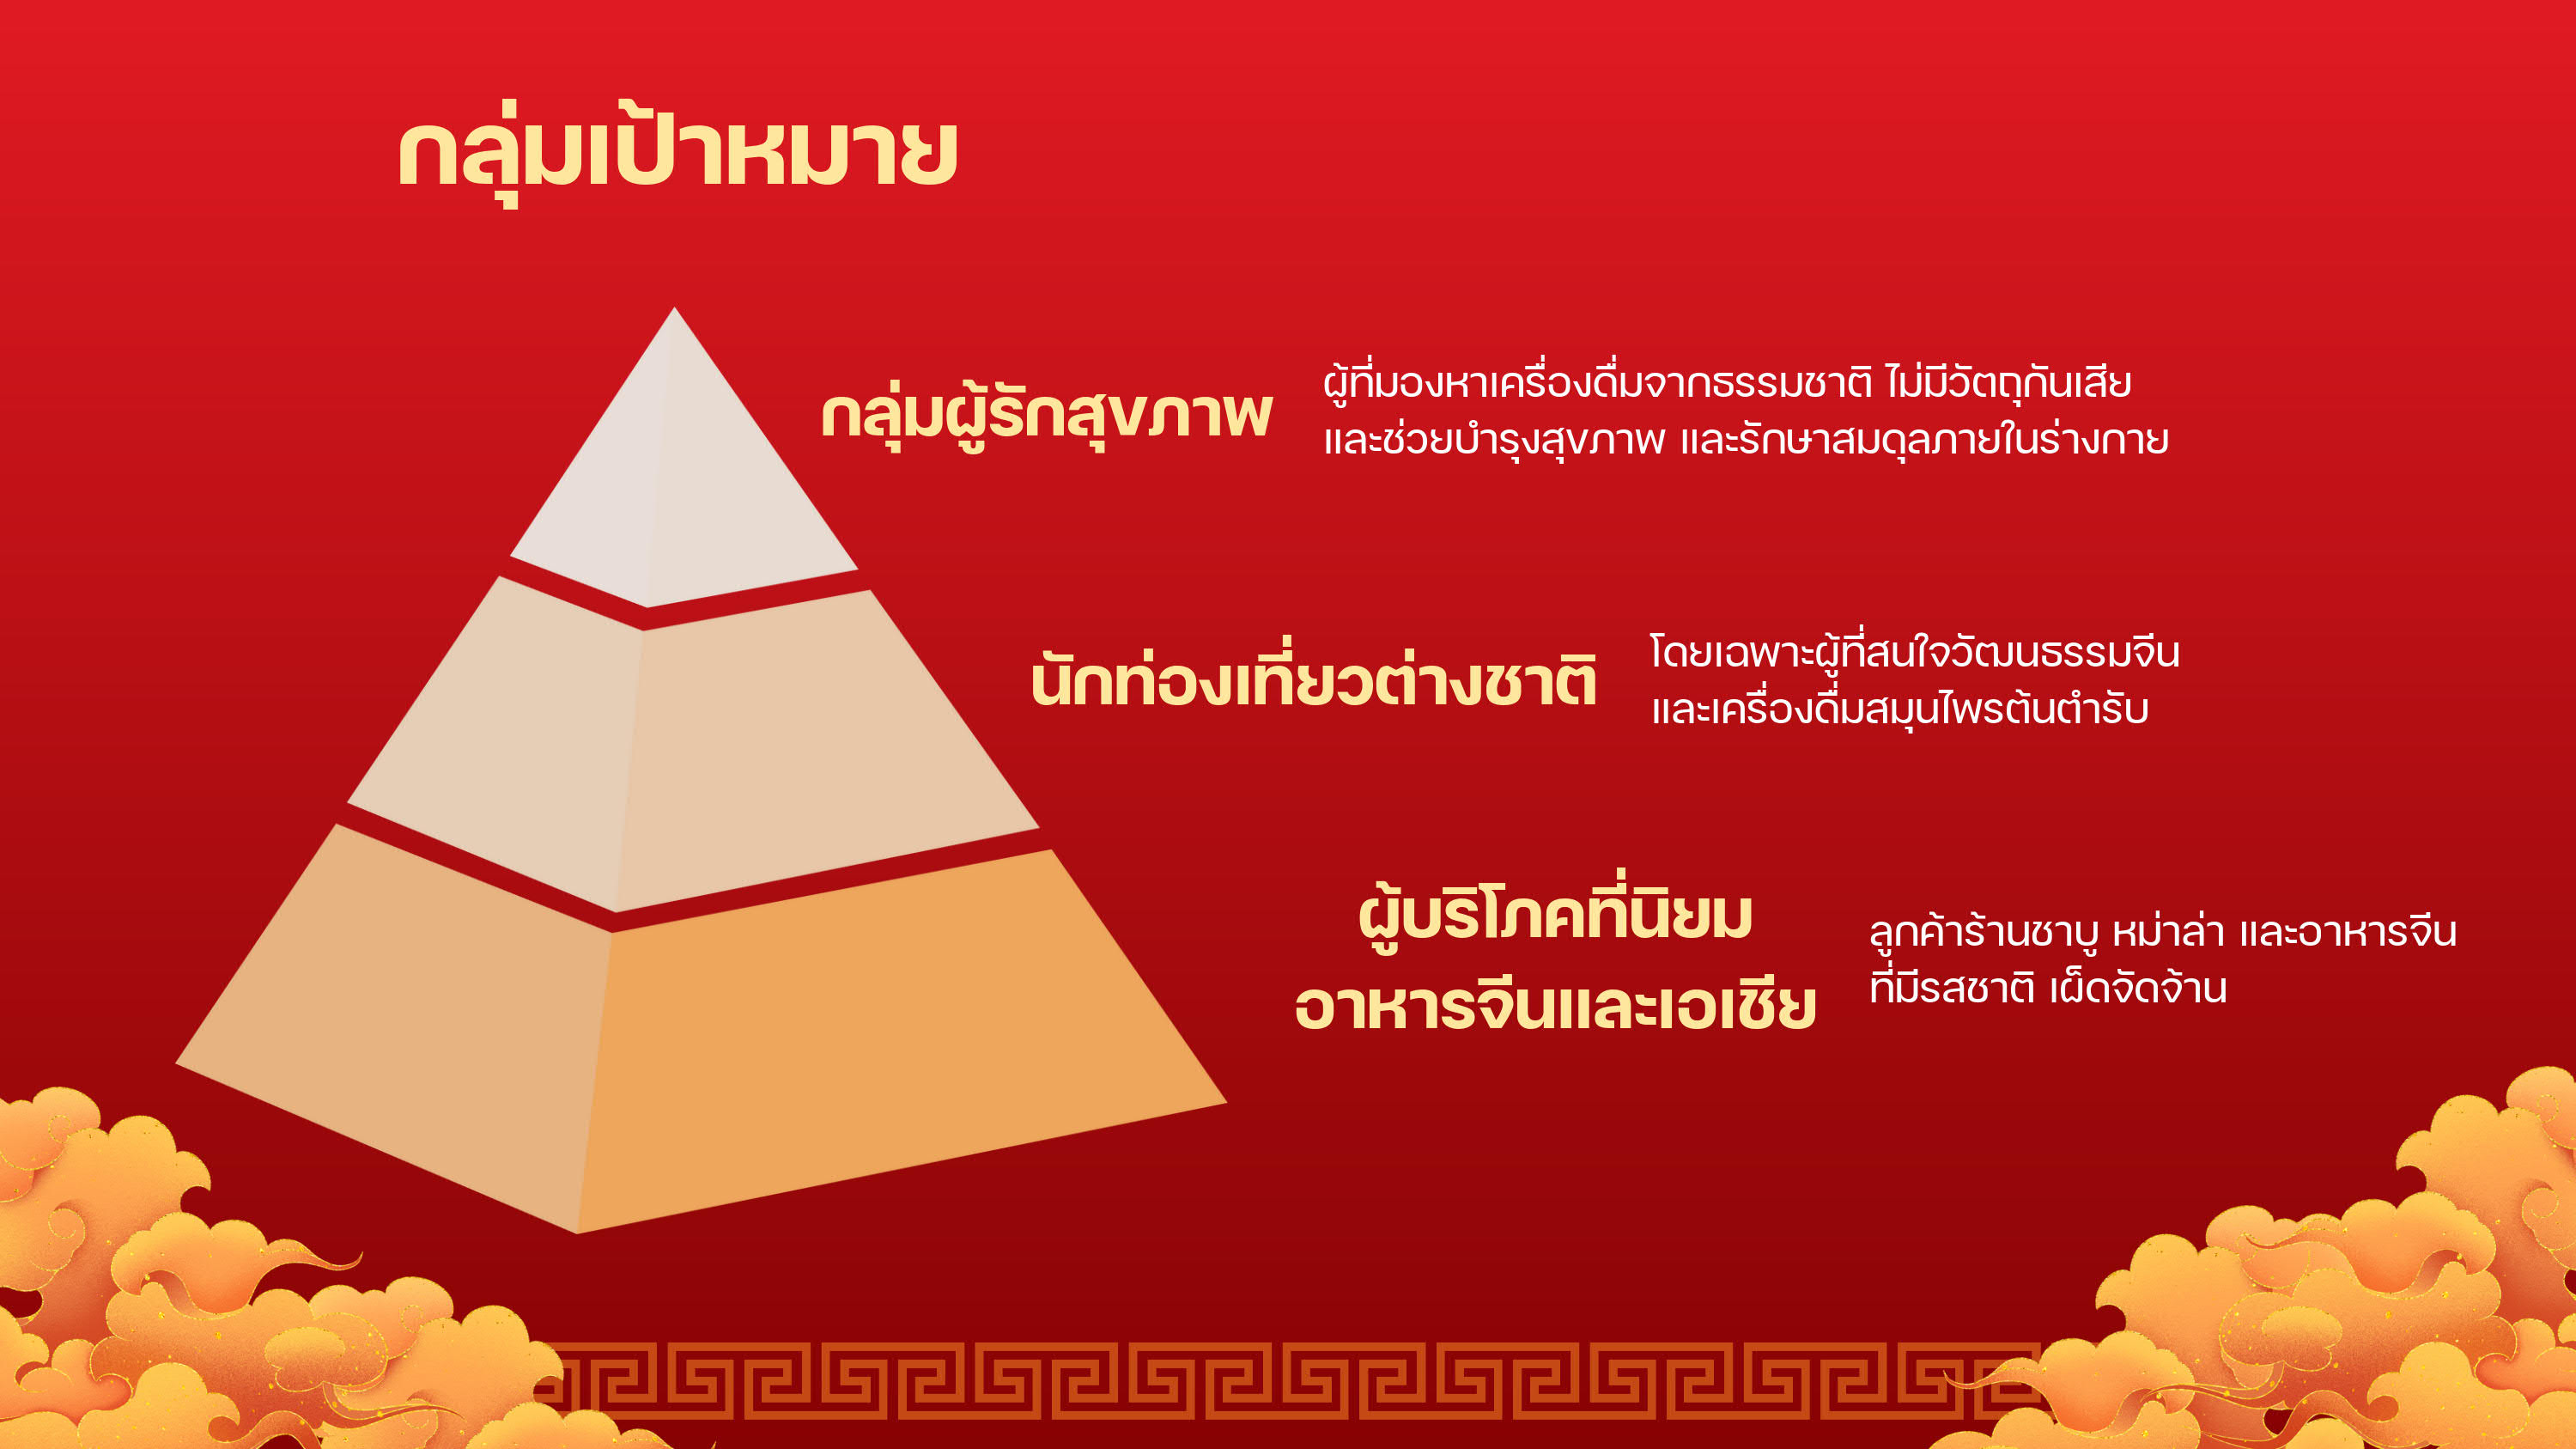 กลุ่มเป้าหมาย
กลุ่มผู้รักสุขภาพ
ผู้ที่มองหาเครื่องดื่มจากธรรมชาติ ไม่มีวัตถุกันเสีย
และช่วยบำรุงสุขภาพ และรักษาสมดุลภายในร่างกาย
นักท่องเที่ยวต่างชาติ
โดยเฉพาะผู้ที่สนใจวัฒนธรรมจีน
และเครื่องดื่มสมุนไพรต้นตำรับ
ผู้บริโภคที่นิยม
อาหารจีนและเอเชีย
ลูกค้าร้านชาบู หม่าล่า และอาหารจีน
ที่มีรสชาติ เผ็ดจัดจ้าน